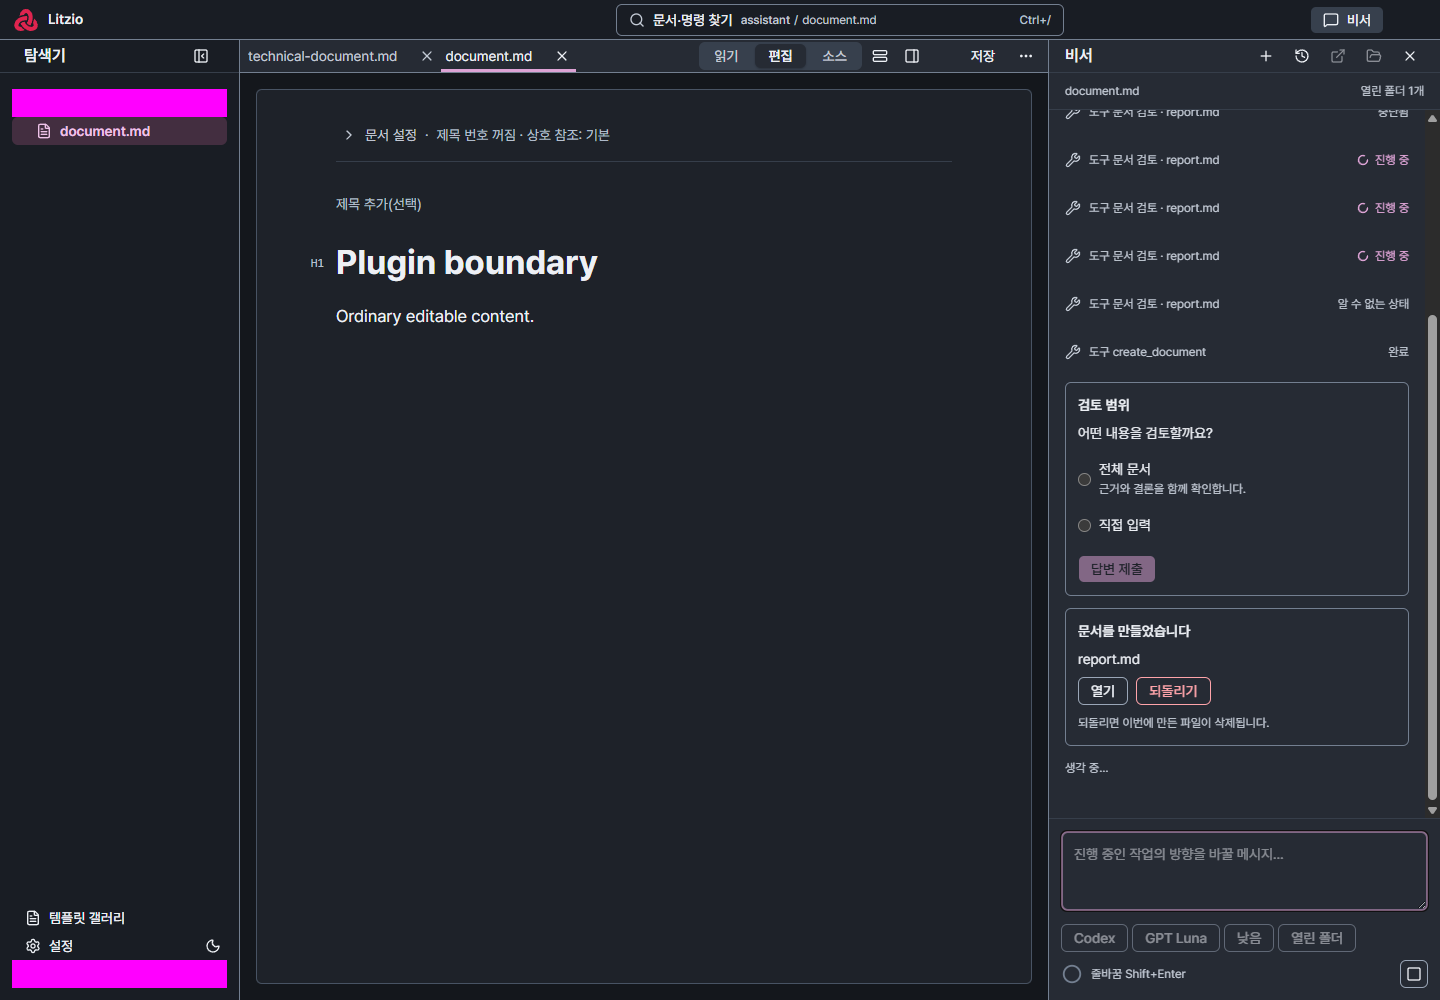 Litzio
문서·명령 찾기 assistant / document.md Ctrl+/
비서
탐색기
technical-document.md
document.md
읽기 편집 소스
저장
비서
document.md 열린 폴더 1개
document.md
문서 설정 · 제목 번호 꺼짐 · 상호 참조: 기본
제목 추가(선택)
H1 Plugin boundary
Ordinary editable content.
도구 문서 검토 · report.md 중단됨
도구 문서 검토 · report.md 진행 중
도구 문서 검토 · report.md 진행 중
도구 문서 검토 · report.md 진행 중
도구 문서 검토 · report.md 알 수 없는 상태
도구 create_document 완료
검토 범위
어떤 내용을 검토할까요?
전체 문서
근거와 결론을 함께 확인합니다.
직접 입력
답변 제출
문서를 만들었습니다
report.md
열기 되돌리기
되돌리면 이번에 만든 파일이 삭제됩니다.
생각 중...
진행 중인 작업의 방향을 바꿀 메시지...
Codex GPT Luna 낮음 열린 폴더
줄바꿈 Shift+Enter
템플릿 갤러리
설정